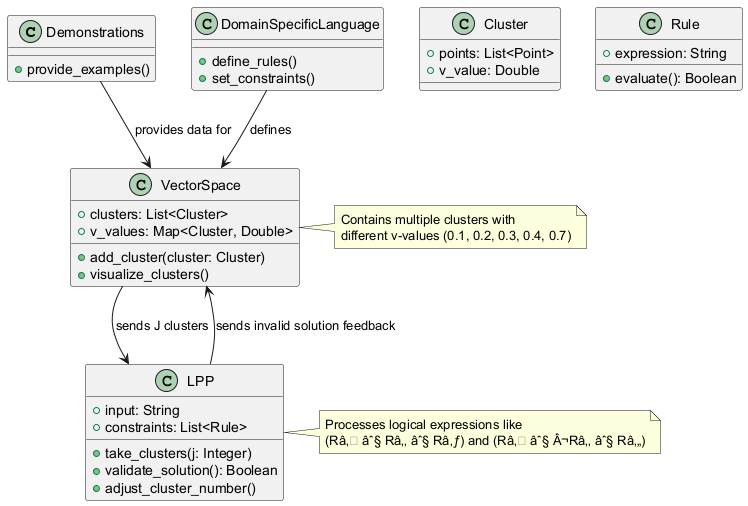 C Demonstrations
provide_examples()
C DomainSpecificLanguage
define_rules()
set_constraints()
C Cluster
points: List<Point>
v_value: Double
C Rule
expression: String
evaluate(): Boolean
provides data for
defines
C VectorSpace
clusters: List<Cluster>
v_values: Map<Cluster, Double>
add_cluster(cluster: Cluster)
visualize_clusters()
Contains multiple clusters with
different v-values (0.1, 0.2, 0.3, 0.4, 0.7)
sends J clusters
sends invalid solution feedback
C LPP
input: String
constraints: List<Rule>
take_clusters(j: Integer)
validate_solution(): Boolean
adjust_cluster_number()
Processes logical expressions like
(Râ‚ âˆ§ Râ‚‚ âˆ§ Râ‚ƒ) and (Râ‚ âˆ§ Â¬Râ‚‚ âˆ§ Râ‚„)